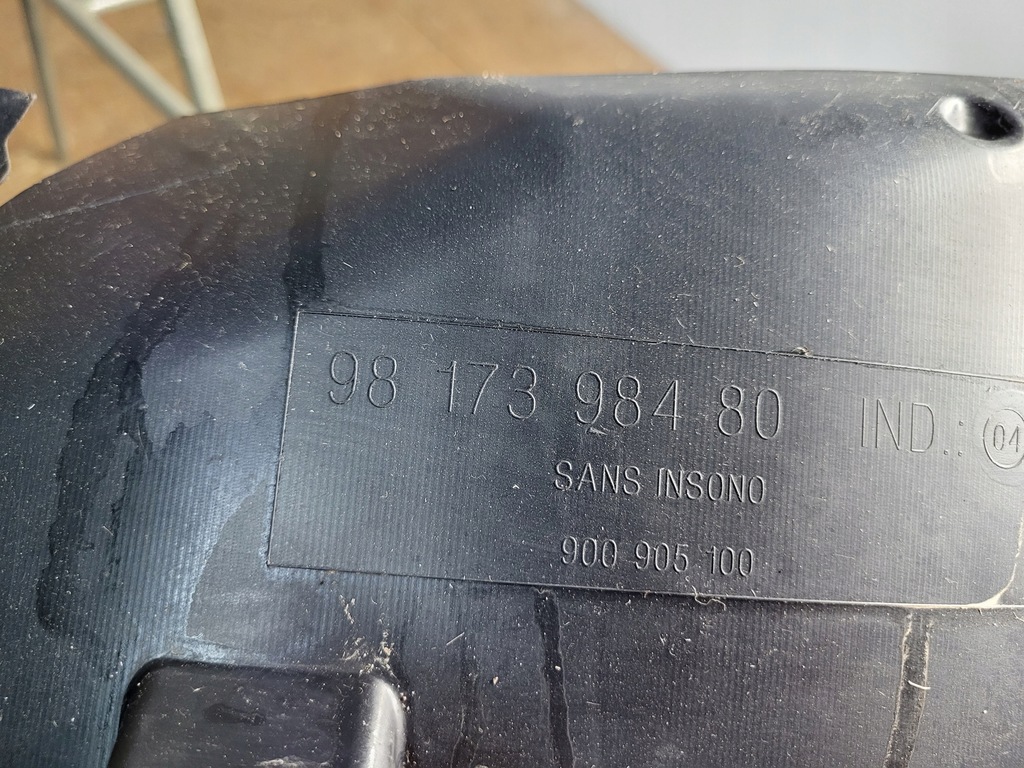 98 173 984 80 IND.: 04
SANS INSONO
900 905 100